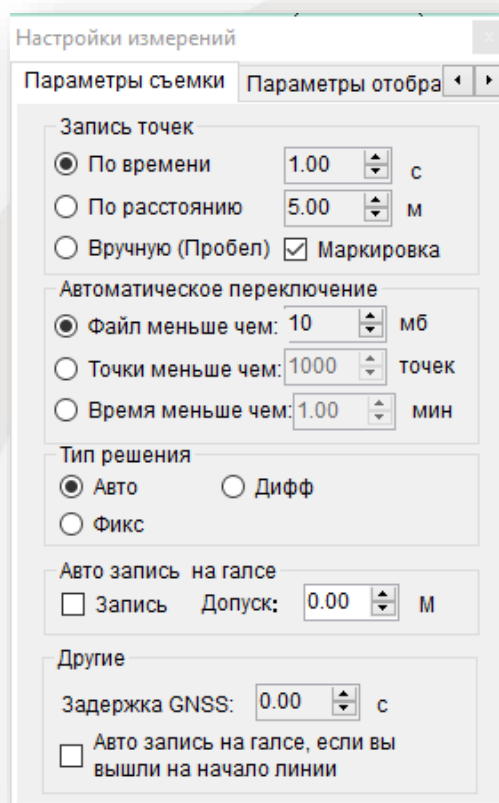 Настройки измерений x
Параметры съемки Параметры отобра
Запись точек
По времени 1.00 с
По расстоянию 5.00 м
Вручную (Пробел) Маркировка
Автоматическое переключение
Файл меньше чем: 10 мб
Точки меньше чем: 1000 точек
Время меньше чем: 1.00 мин
Тип решения
Авто Дифф
Фикс
Авто запись на галсе
Запись Допуск: 0.00 М
Другие
Задержка GNSS: 0.00 с
Авто запись на галсе, если вы
вышли на начало линии